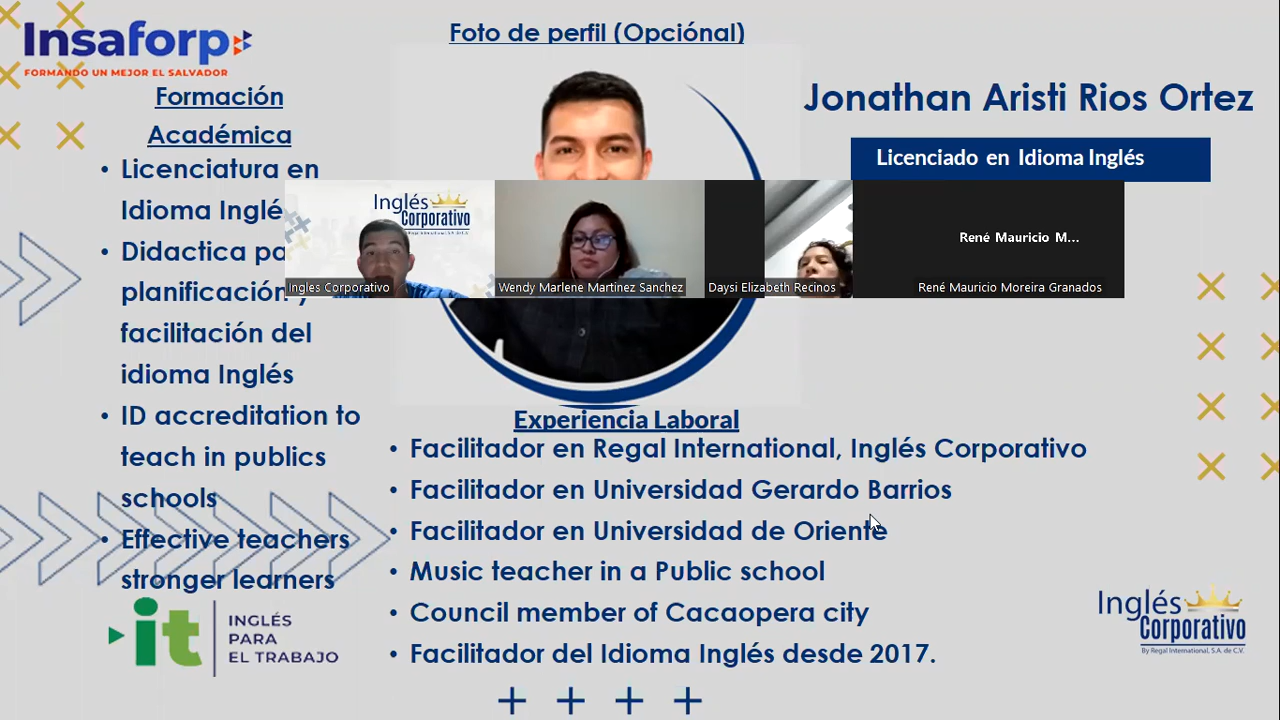 Insaforp
FORMANDO UN MEJOR EL SALVADOR
Foto de perfil (Opciónal)
Jonathan Aristi Rios Ortez
Licenciado en Idioma Inglés
Formación
Académica
• Licenciatura en
Idioma Inglé
• Didactica pa
planificación y
facilitación del
idioma Inglés
• ID accreditation to
teach in publics
schools
• Effective teachers
stronger learners
Inglés
Corporativo
Ingles Corporativo
Wendy Marlene Martinez Sanchez
Daysi Elizabeth Recinos
René Mauricio M...
René Mauricio Moreira Granados
Experiencia Laboral
• Facilitador en Regal International, Inglés Corporativo
• Facilitador en Universidad Gerardo Barrios
• Facilitador en Universidad de Oriente
• Music teacher in a Public school
• Council member of Cacaopera city
• Facilitador del Idioma Inglés desde 2017.
it
INGLÉS
PARA
EL TRABAJO
Inglés
Corporativo
By Regal International, S.A. de C.V.